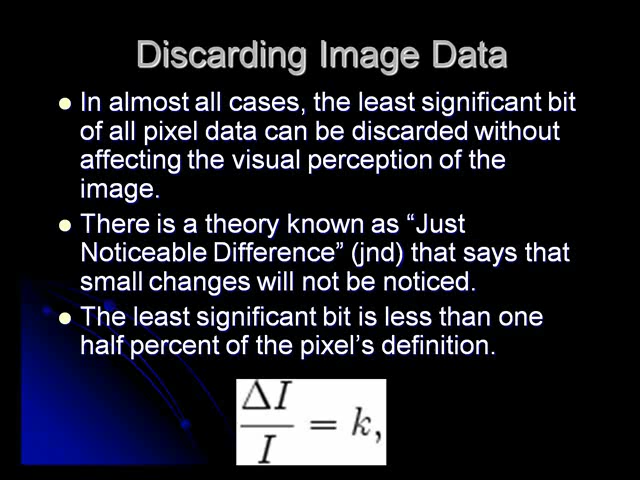 Discarding Image Data
In almost all cases, the least significant bit
of all pixel data can be discarded without
affecting the visual perception of the
image.
There is a theory known as “Just
Noticeable Difference” (jnd) that says that
small changes will not be noticed.
The least significant bit is less than one
half percent of the pixel’s definition.
ΔI
I
= k,